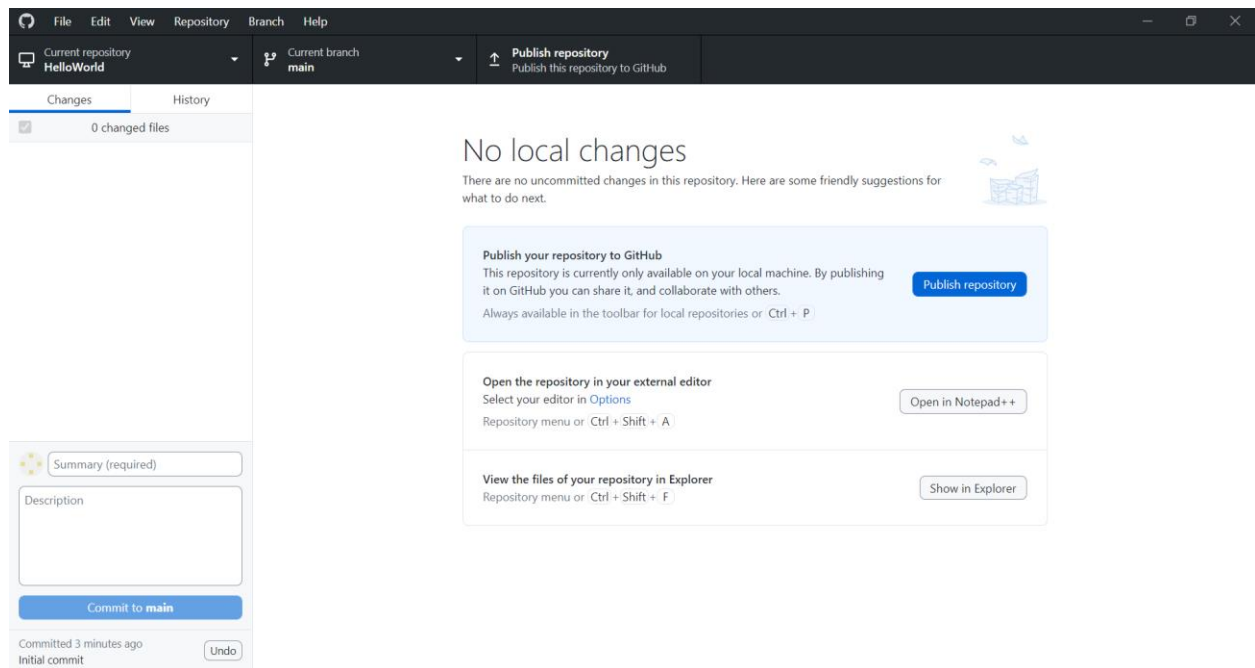 File Edit View Repository Branch Help
Current repository
HelloWorld
Current branch
main
Publish repository
Publish this repository to GitHub
Changes History
0 changed files
No local changes
There are no uncommitted changes in this repository. Here are some friendly suggestions for
what to do next.
Publish your repository to GitHub
This repository is currently only available on your local machine. By publishing
it on GitHub you can share it, and collaborate with others.
Always available in the toolbar for local repositories or Ctrl + P
Publish repository
Open the repository in your external editor
Select your editor in Options
Repository menu or Ctrl + Shift + A
Open in Notepad++
View the files of your repository in Explorer
Repository menu or Ctrl + Shift + F
Show in Explorer
Summary (required)
Description
Commit to main
Committed 3 minutes ago
Initial commit
Undo